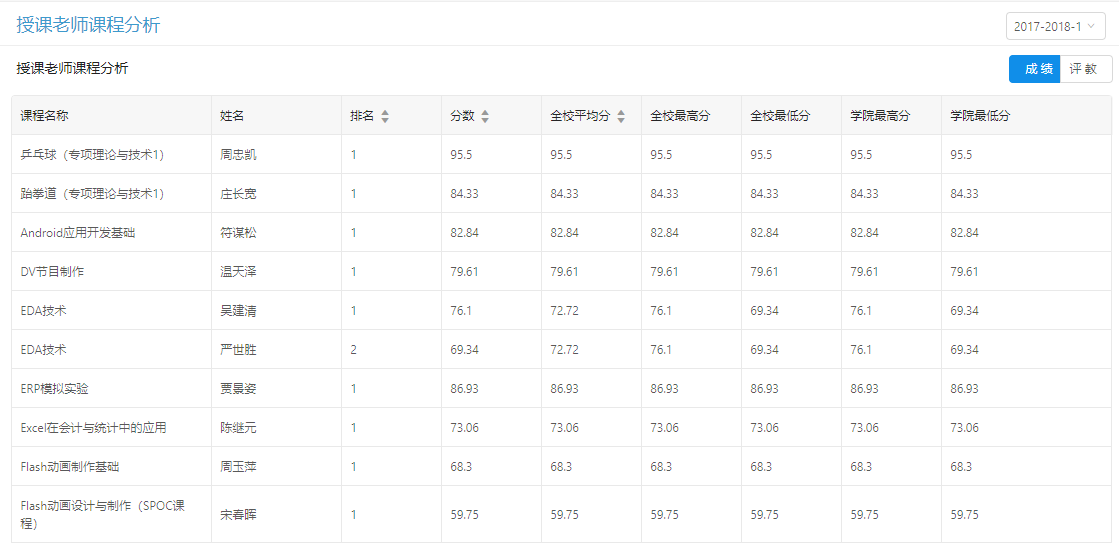 授课老师课程分析
2017-2018-1
授课老师课程分析
成绩 评教
课程名称 姓名 排名 分数 全校平均分 全校最高分 全校最低分 学院最高分 学院最低分
乒乓球（专项理论与技术1） 周忠凯 1 95.5 95.5 95.5 95.5 95.5 95.5
跆拳道（专项理论与技术1） 庄长宽 1 84.33 84.33 84.33 84.33 84.33 84.33
Android应用开发基础 符谋松 1 82.84 82.84 82.84 82.84 82.84 82.84
DV节目制作 温天泽 1 79.61 79.61 79.61 79.61 79.61 79.61
EDA技术 吴建清 1 76.1 72.72 76.1 69.34 76.1 69.34
EDA技术 严世胜 2 69.34 72.72 76.1 69.34 76.1 69.34
ERP模拟实验 贾景姿 1 86.93 86.93 86.93 86.93 86.93 86.93
Excel在会计与统计中的应用 陈继元 1 73.06 73.06 73.06 73.06 73.06 73.06
Flash动画制作基础 周玉萍 1 68.3 68.3 68.3 68.3 68.3 68.3
Flash动画设计与制作（SPOC课
程） 宋春晖 1 59.75 59.75 59.75 59.75 59.75 59.75